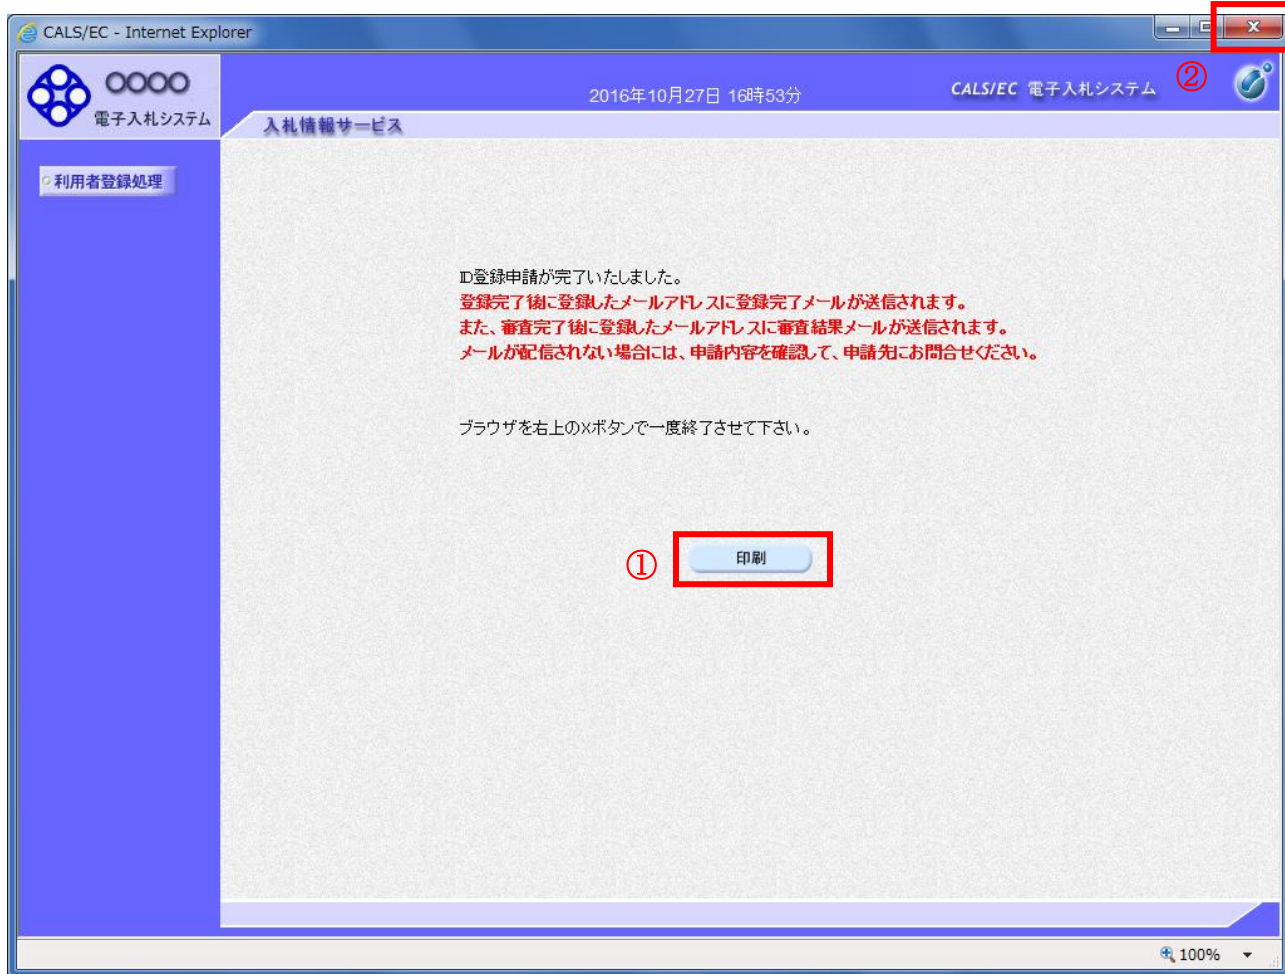 CALS/EC - Internet Explorer
○○○○
電子入札システム
2016年10月27日 16時53分
CALS/EC 電子入札システム
②
入札情報サービス
利用者登録処理
ID登録申請が完了いたしました。
登録完了後に登録したメールアドレスに登録完了メールが送信されます。
また、審査完了後に登録したメールアドレスに審査結果メールが送信されます。
メールが配信されない場合には、申請内容を確認して、申請先にお問合せください。
ブラウザを右上の×ボタンで一度終了させて下さい。
①
印刷
100%